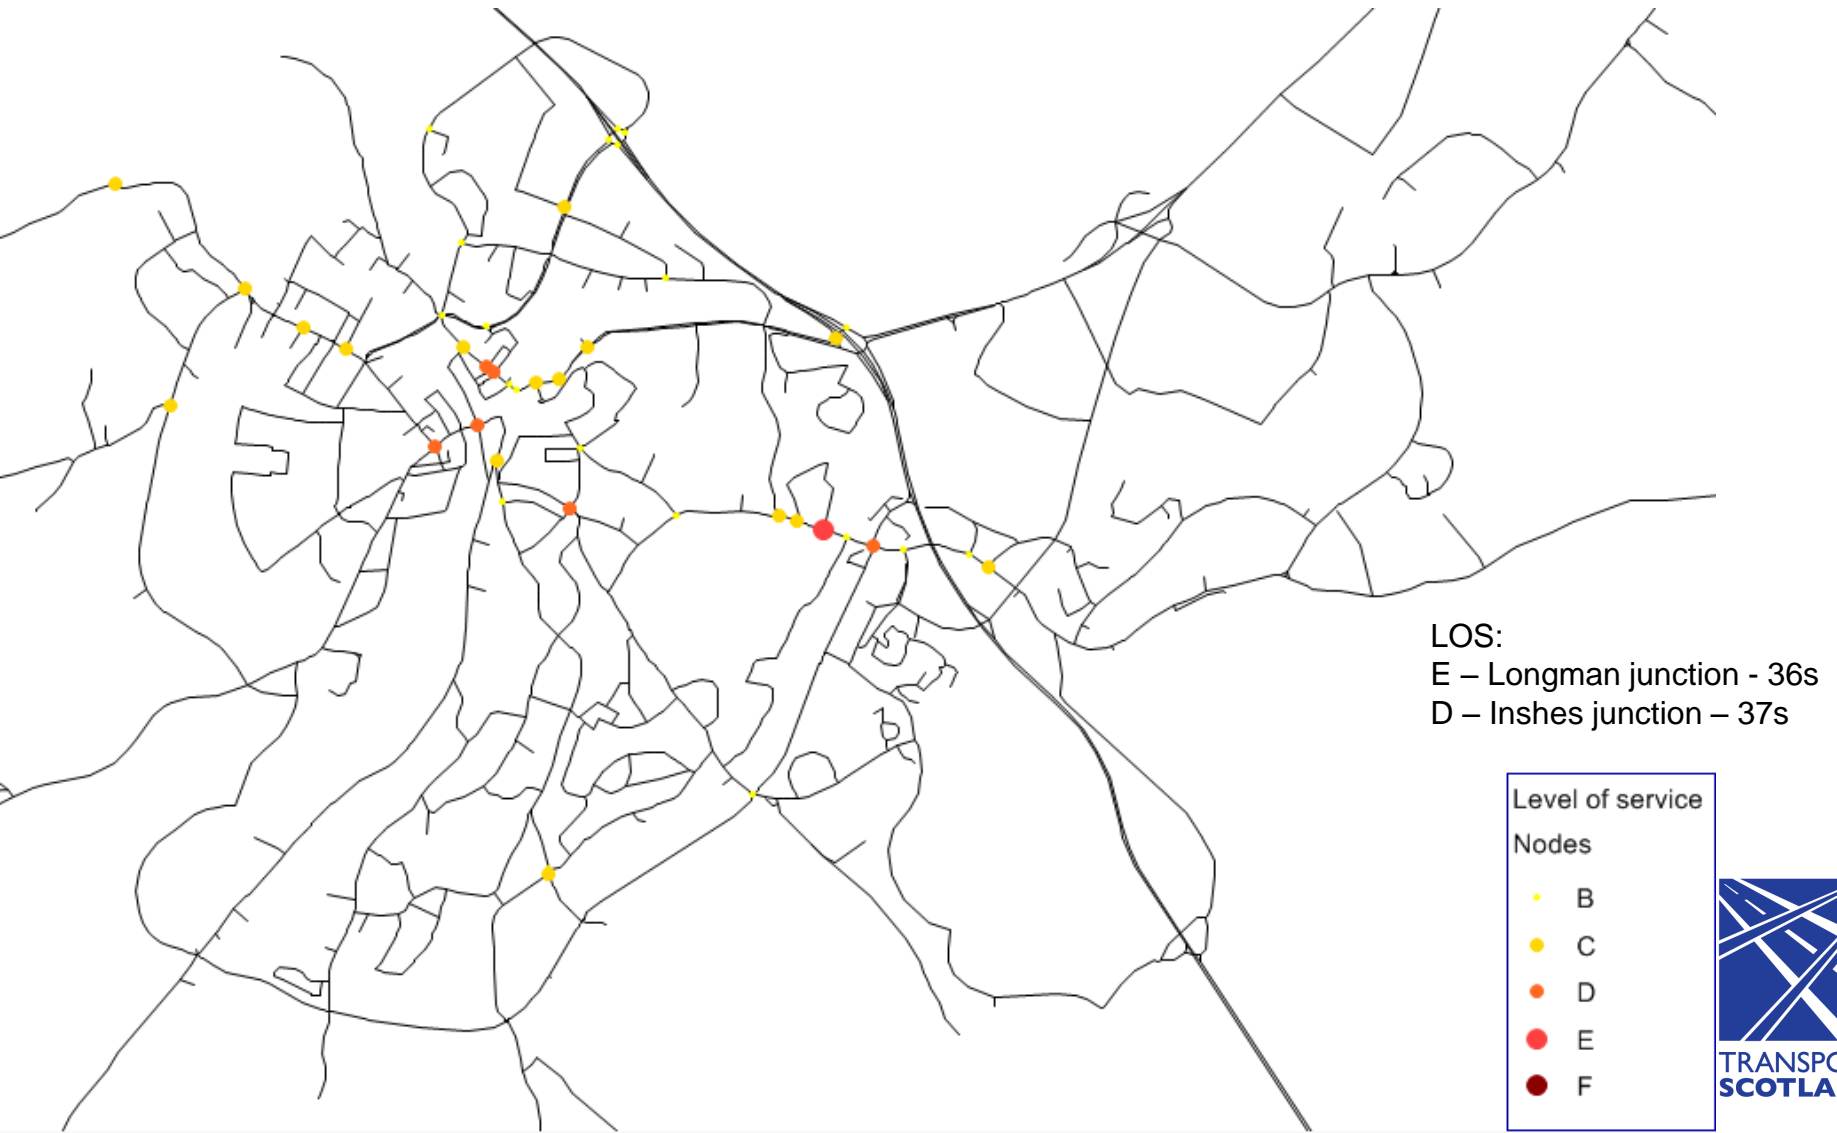 LOS:
E – Longman junction - 36s
D – Inshes junction – 37s
Level of service
Nodes
B
C
D
E
F
TRANSPO
SCOTLA